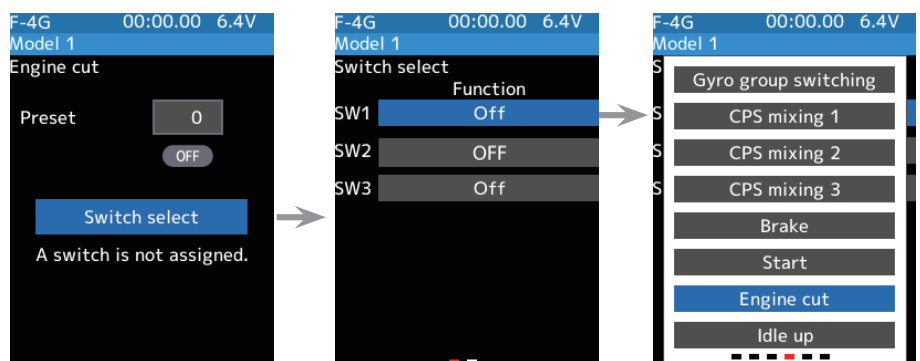 F-4G 00:00.00 6.4V
Model 1
Engine cut
Preset 0
OFF
Switch select
A switch is not assigned.
F-4G 00:00.00 6.4V
Model 1
Switch select
Function
SW1 Off
SW2 OFF
SW3 Off
F-4G 00:00.00 6.4V
Model 1
S
S
S
S
Gyro group switching
CPS mixing 1
CPS mixing 2
CPS mixing 3
Brake
Start
Engine cut
Idle up